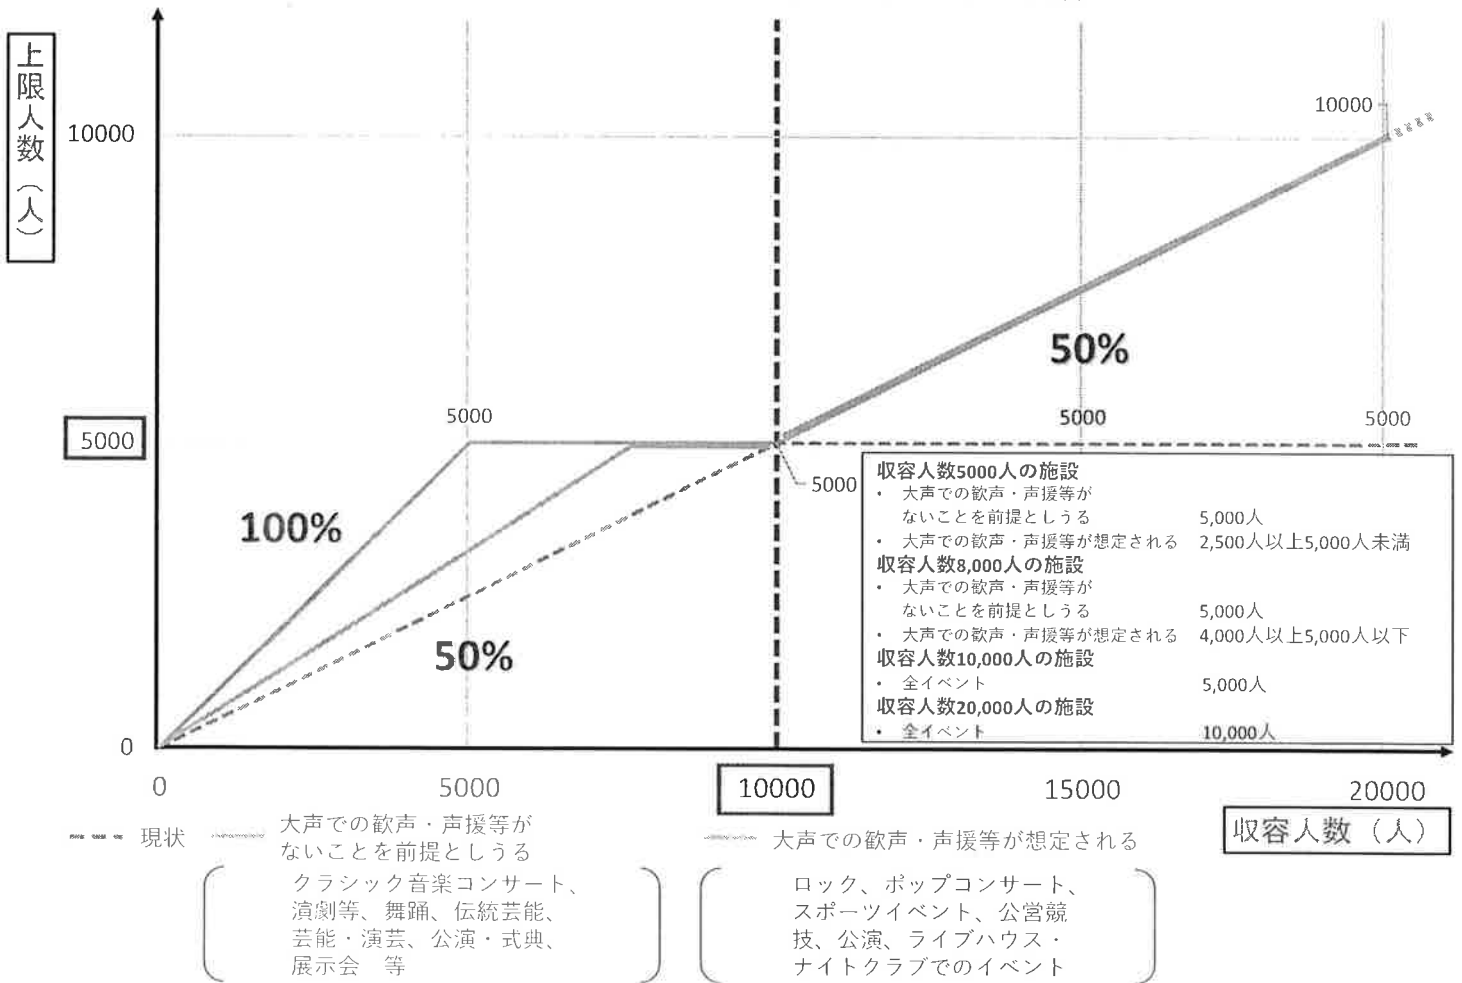 上限人数（人）
10000
10000
50%
5000
5000
5000
5000
5000
100%
50%
収容人数5000人の施設
・ 大声での歓声・声援等が
ないことを前提としうる 5,000人
・ 大声での歓声・声援等が想定される 2,500人以上5,000人未満
収容人数8,000人の施設
・ 大声での歓声・声援等が
ないことを前提としうる 5,000人
・ 大声での歓声・声援等が想定される 4,000人以上5,000人以下
収容人数10,000人の施設
・ 全イベント 5,000人
収容人数20,000人の施設
・ 全イベント 10,000人
0
0 5000 10000 15000 20000
収容人数（人）
現状
大声での歓声・声援等が
ないことを前提としうる
大声での歓声・声援等が想定される
クラシック音楽コンサート、
演劇等、舞踊、伝統芸能、
芸能・演芸、公演・式典、
展示会 等
ロック、ポップコンサート、
スポーツイベント、公営競
技、公演、ライブハウス・
ナイトクラブでのイベント